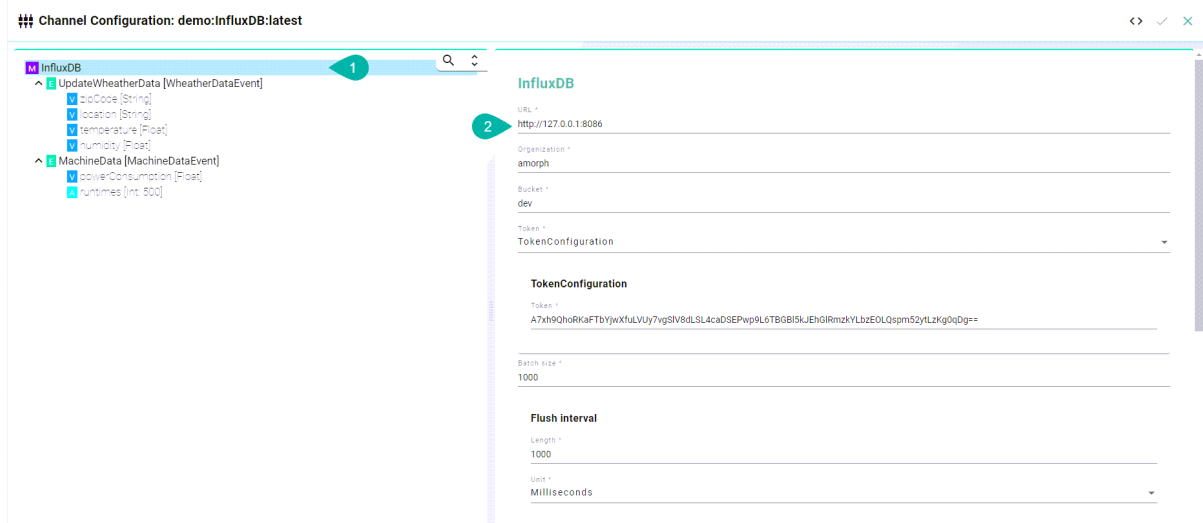 Channel Configuration: demo:InfluxDB:latest
M InfluxDB
1
E UpdateWheatherData [WheatherDataEvent]
V zipCode [String]
V location [String]
V temperature [Float]
V humidity [Float]
E MachineData [MachineDataEvent]
V powerConsumption [Float]
A runtimes [Int: 500]
InfluxDB
URL *
2
http://127.0.0.1:8086
Organization *
amorph
Bucket *
dev
Token *
TokenConfiguration
TokenConfiguration
Token *
A7xh9QhoRKaFTbYjwXfuLVUy7vgSlV8dLSL4caDSEPwp9L6TBGBl5kJEhGlRmzkYLbzEOLQspm52ytLzKg0qDg==
Batch size *
1000
Flush interval
Length *
1000
Unit *
Milliseconds